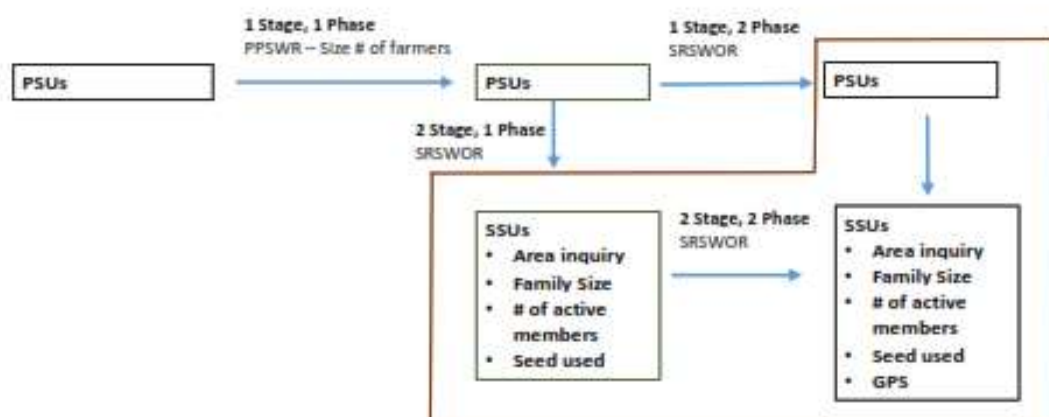 1 Stage, 1 Phase
PPSWR – Size # of farmers
1 Stage, 2 Phase
SRSWOR
PSUs
PSUs
PSUs
2 Stage, 1 Phase
SRSWOR
SSUs
• Area inquiry
• Family Size
• # of active
members
• Seed used
2 Stage, 2 Phase
SRSWOR
SSUs
• Area inquiry
• Family Size
• # of active
members
• Seed used
• GPS